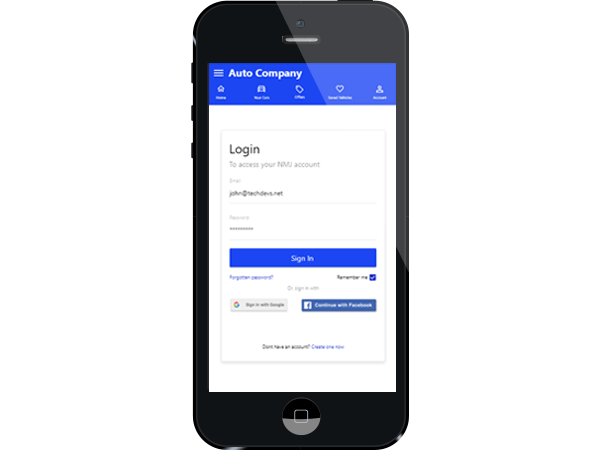 Auto Company
Home New Cars Offers Saved Vehicles Account
Login
To access your NMJ account
Email
john@techdevs.net
Password
*********
Sign In
Forgotten password? Remember me
Or sign in with
Sign in with Google Continue with Facebook
Dont have an account? Create one now